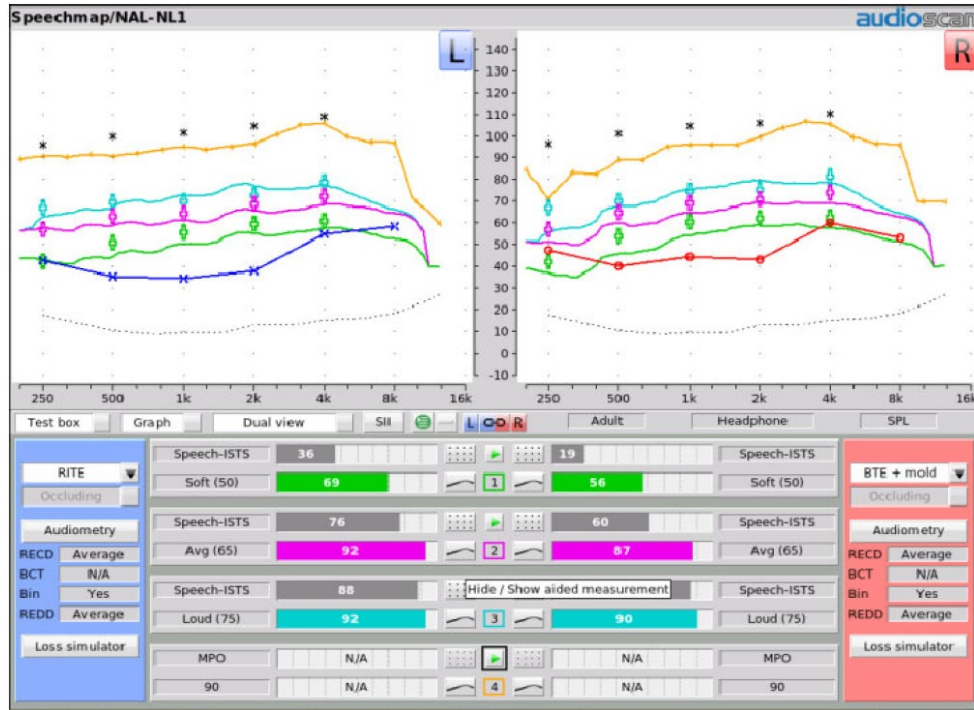 Speechmap/NAL-NL1 audioscan
L R
140
130
120
110
100
90
80
70
60
50
40
30
20
10
0
-10
250 500 1k 2k 4k 8k 16k 250 500 1k 2k 4k 8k 16k
Test box Graph Dual view SII L R Adult Headphone SPL
RITE
Occluding
Audiometry
RECD Average
BCT N/A
Bin Yes
REDD Average
Loss simulator
Speech-ISTS 36 19 Speech-ISTS
Soft (50) 69 1 56 Soft (50)
Speech-ISTS 76 60 Speech-ISTS
Avg (65) 92 2 87 Avg (65)
Speech-ISTS 88 Hide / Show aided measurement Speech-ISTS
Loud (75) 92 3 90 Loud (75)
MPO N/A N/A MPO
90 N/A 4 N/A 90
BTE + mold
Occluding
Audiometry
RECD Average
BCT N/A
Bin Yes
REDD Average
Loss simulator